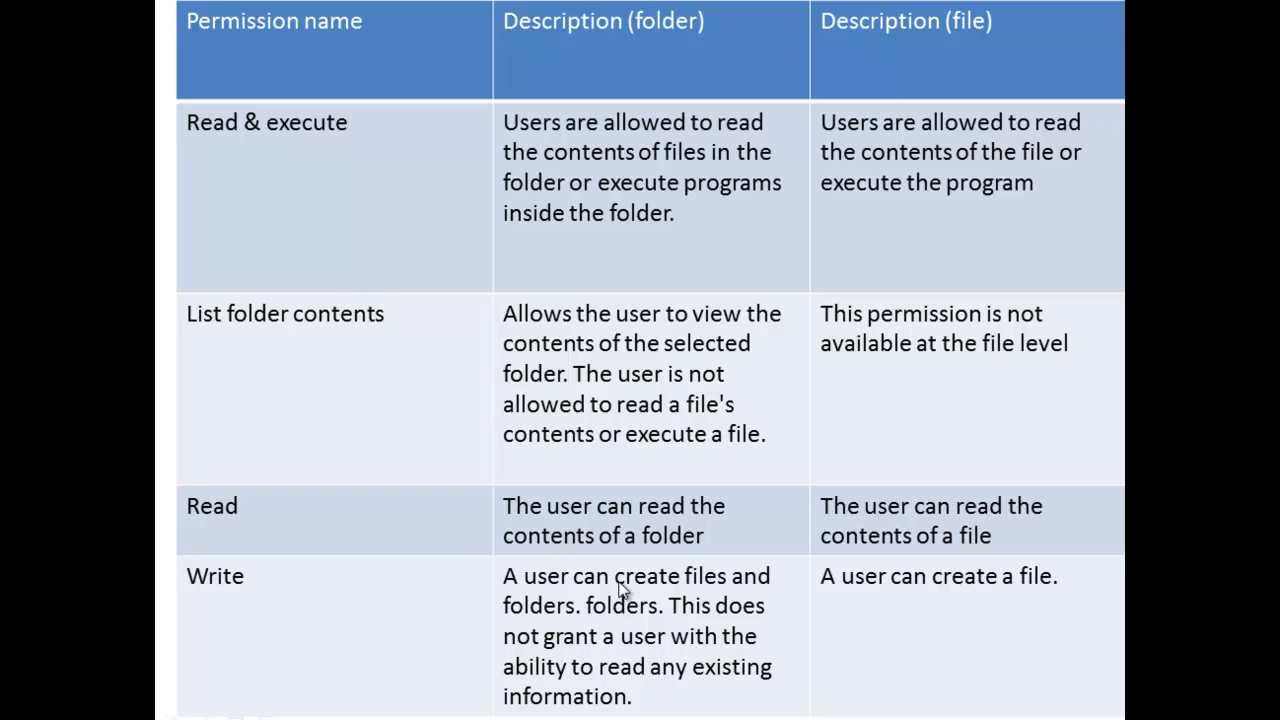 Permission name
Description (folder)
Description (file)
Read & execute
Users are allowed to read
the contents of files in the
folder or execute programs
inside the folder.
Users are allowed to read
the contents of the file or
execute the program
List folder contents
Allows the user to view the
contents of the selected
folder. The user is not
allowed to read a file's
contents or execute a file.
This permission is not
available at the file level
Read
The user can read the
contents of a folder
The user can read the
contents of a file
Write
A user can create files and
folders. folders. This does
not grant a user with the
ability to read any existing
information.
A user can create a file.